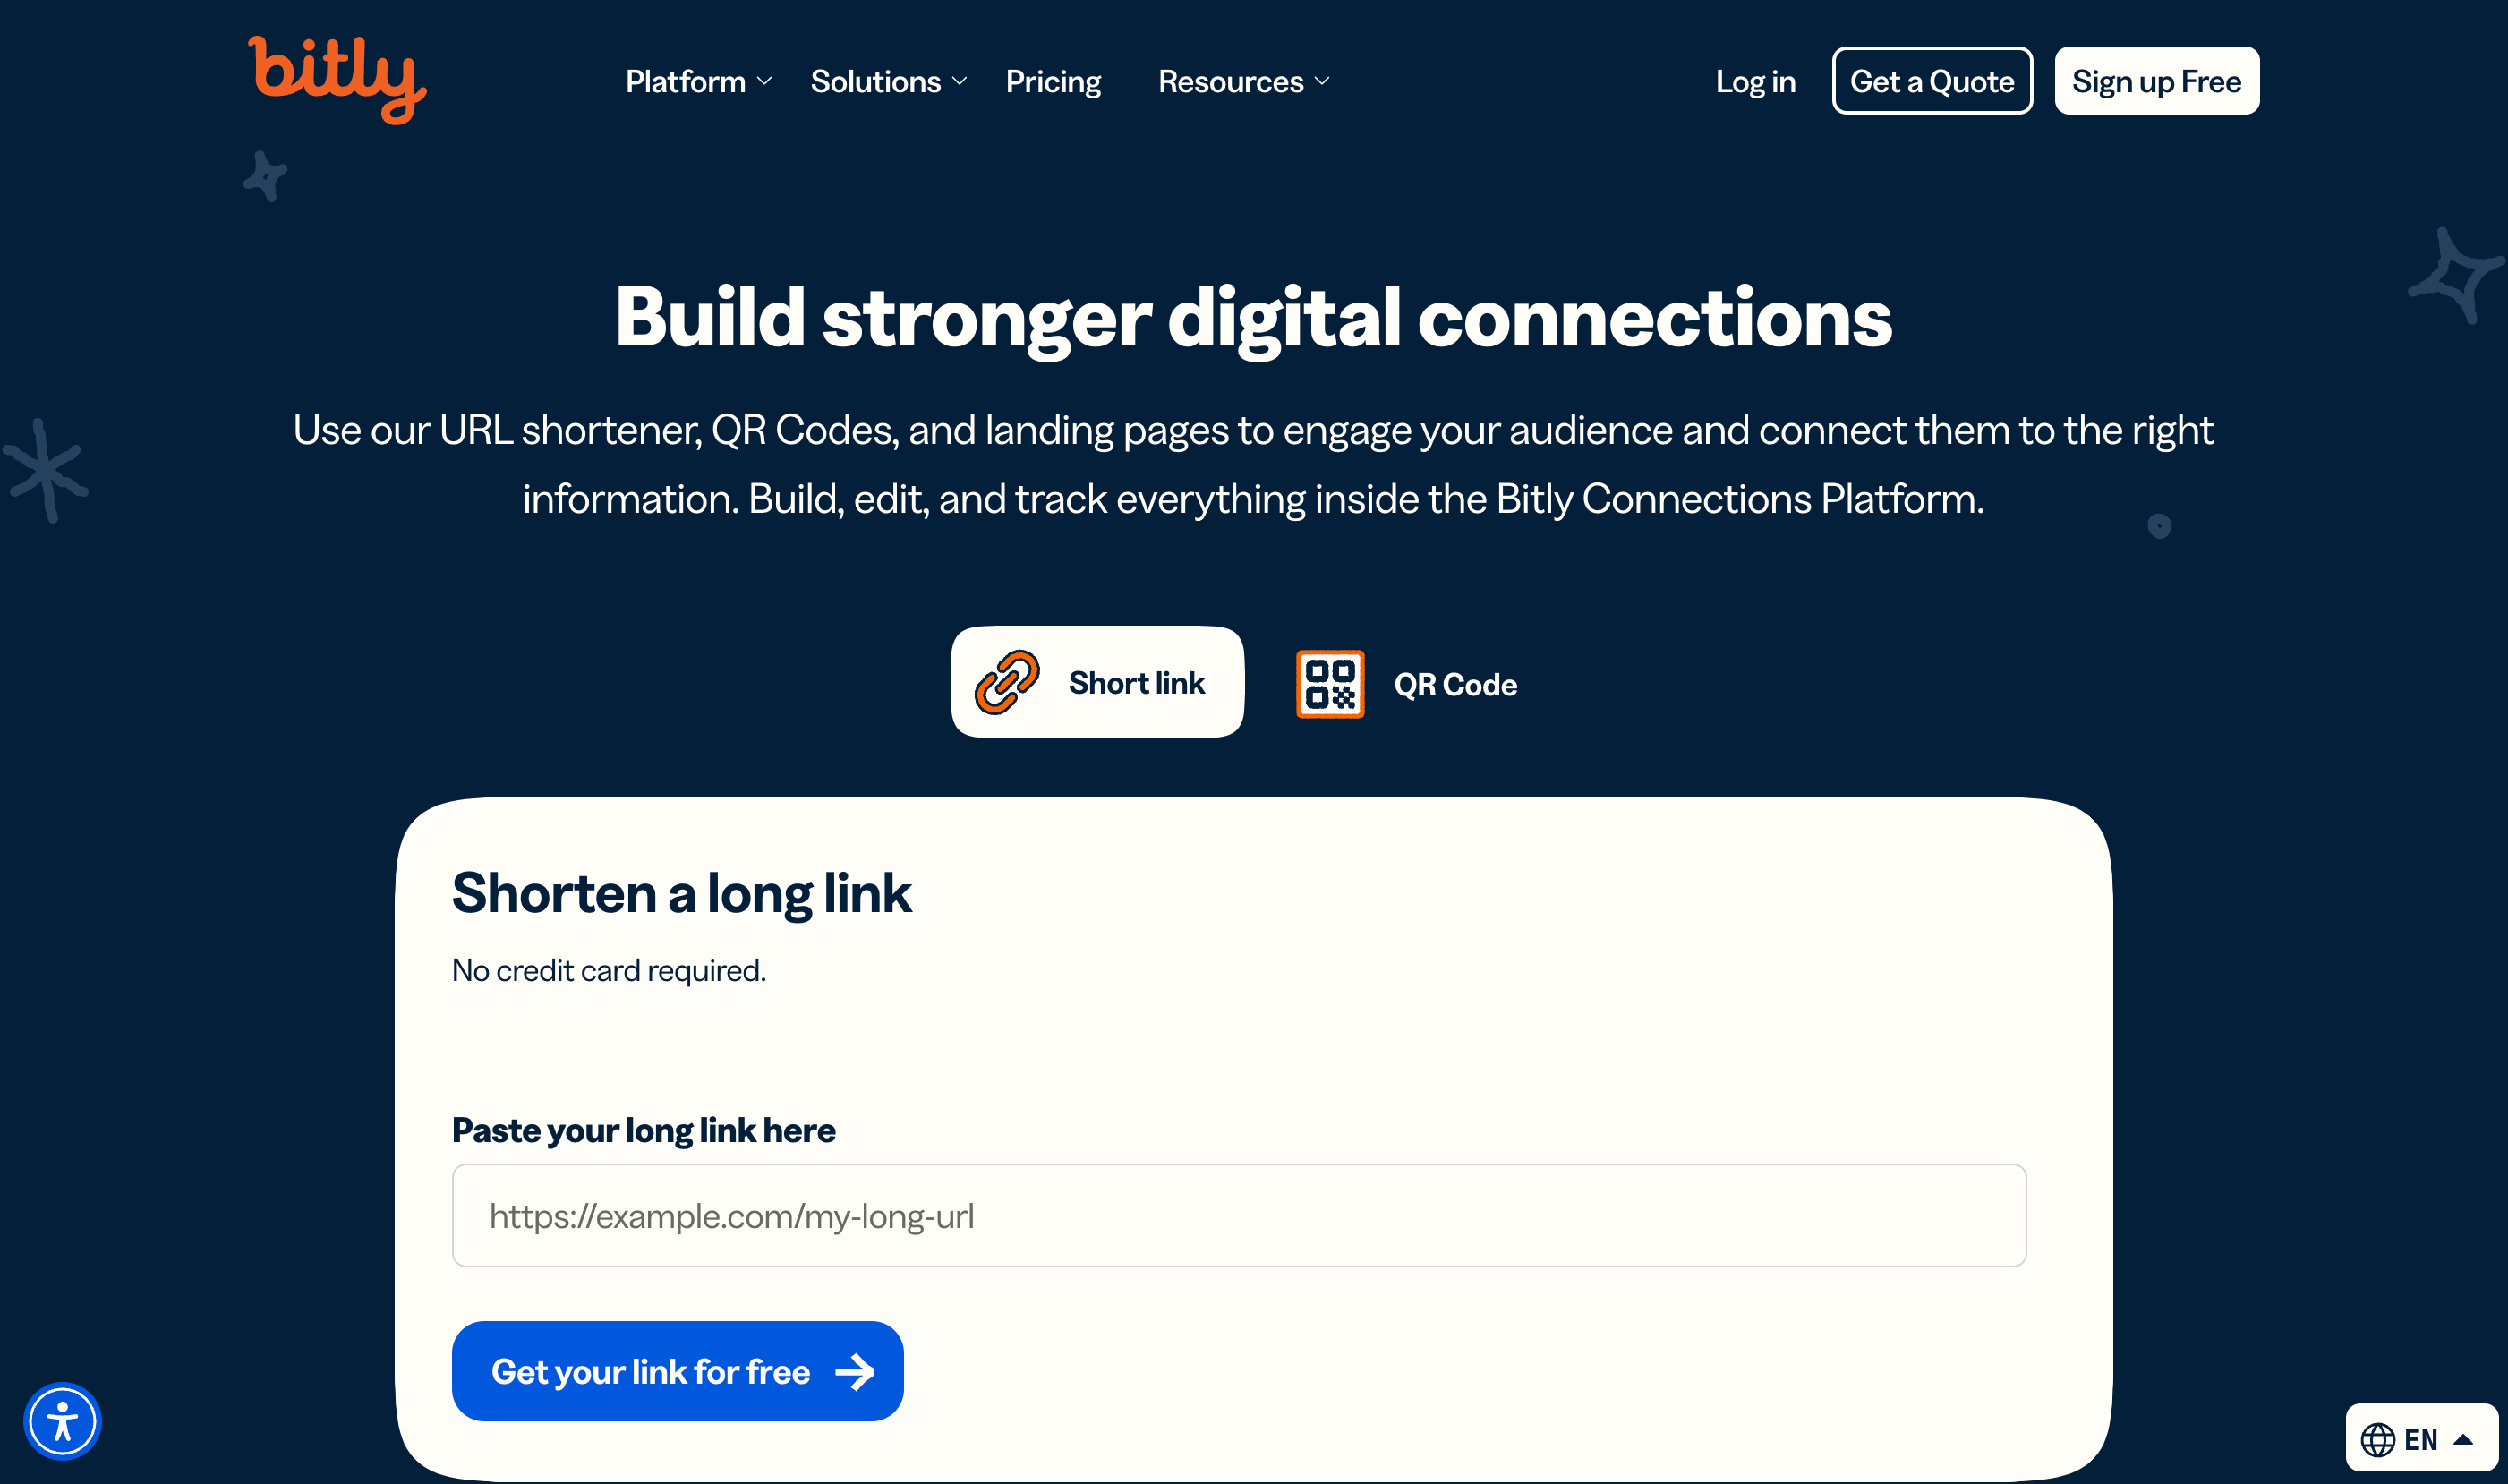 bitly
Platform Solutions Pricing Resources Log in Get a Quote Sign up Free
Build stronger digital connections
Use our URL shortener, QR Codes, and landing pages to engage your audience and connect them to the right
information. Build, edit, and track everything inside the Bitly Connections Platform.
Short link QR Code
Shorten a long link
No credit card required.
Paste your long link here
https://example.com/my-long-url
Get your link for free
EN